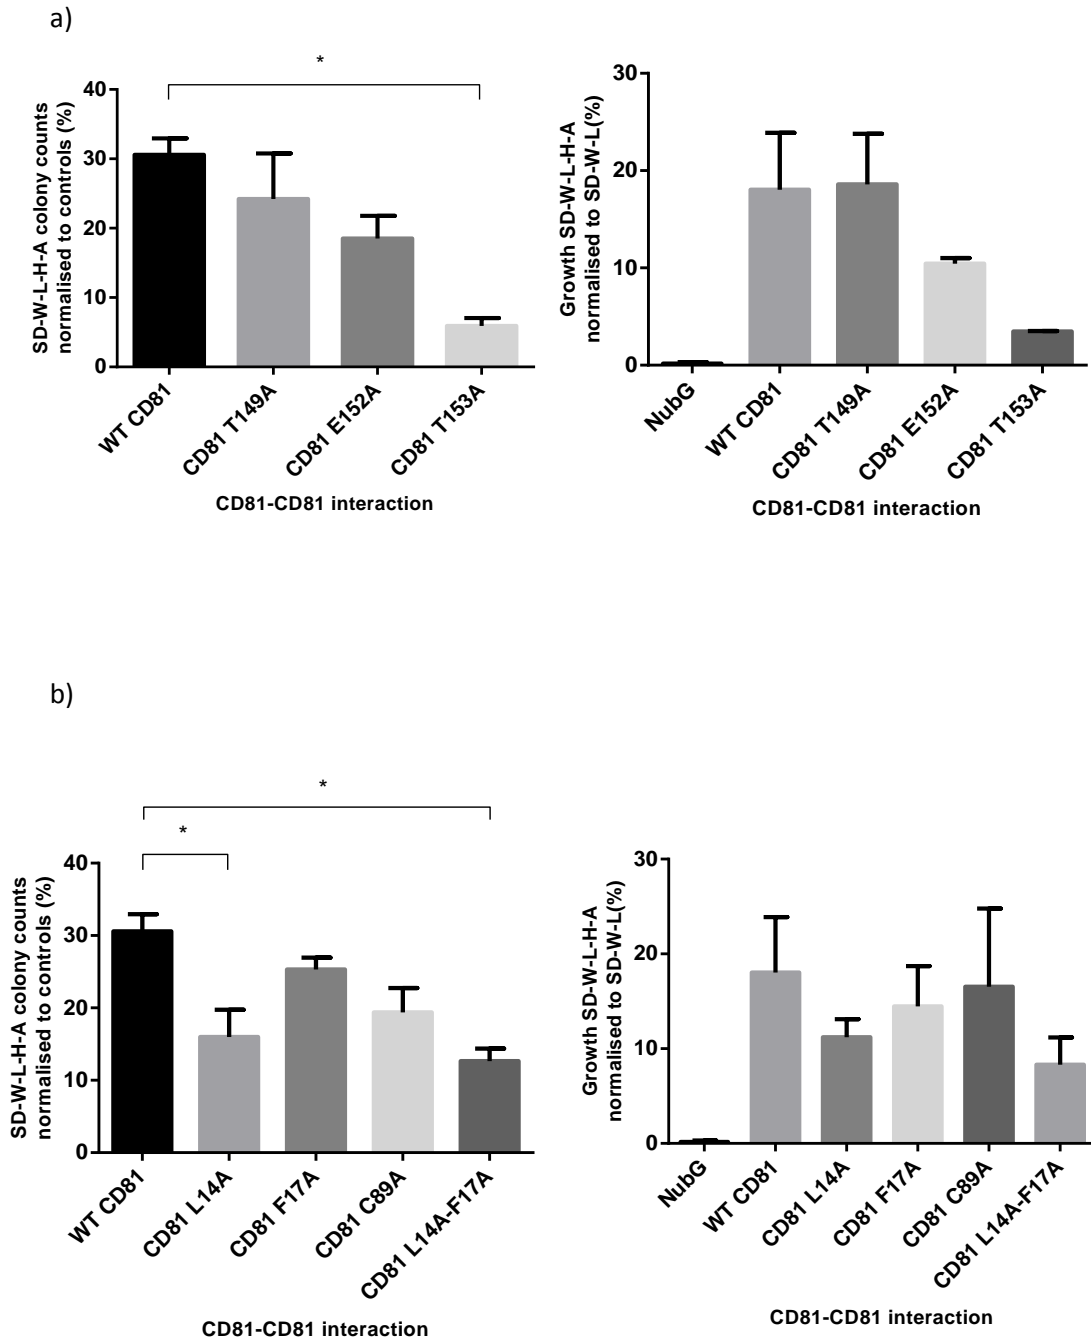 a)
*
SD-W-L-H-A colony counts
normalised to controls (%)
40
30
20
10
0
WT CD81
CD81 T149A
CD81 E152A
CD81 T153A
CD81-CD81 interaction
Growth SD-W-L-H-A
normalised to SD-W-L(%)
30
20
10
0
NubG
WT CD81
CD81 T149A
CD81 E152A
CD81 T153A
CD81-CD81 interaction
b)
*
*
SD-W-L-H-A colony counts
normalised to controls (%)
40
30
20
10
0
WT CD81
CD81 L14A
CD81 F17A
CD81 C89A
CD81 L14A-F17A
CD81-CD81 interaction
Growth SD-W-L-H-A
normalised to SD-W-L(%)
30
20
10
0
NubG
WT CD81
CD81 L14A
CD81 F17A
CD81 C89A
CD81 L14A-F17A
CD81-CD81 interaction